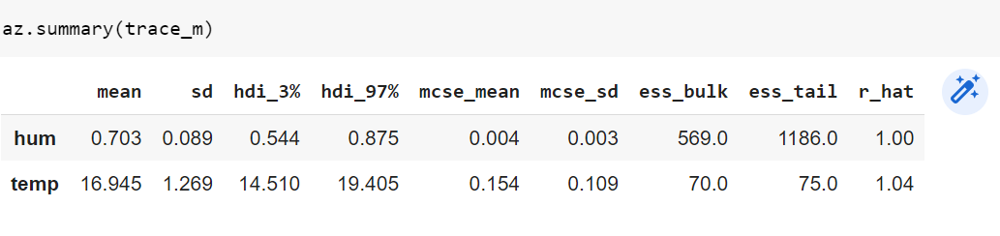 az.summary(trace_m)
mean sd hdi_3% hdi_97% mcse_mean mcse_sd ess_bulk ess_tail r_hat
hum 0.703 0.089 0.544 0.875 0.004 0.003 569.0 1186.0 1.00
temp 16.945 1.269 14.510 19.405 0.154 0.109 70.0 75.0 1.04